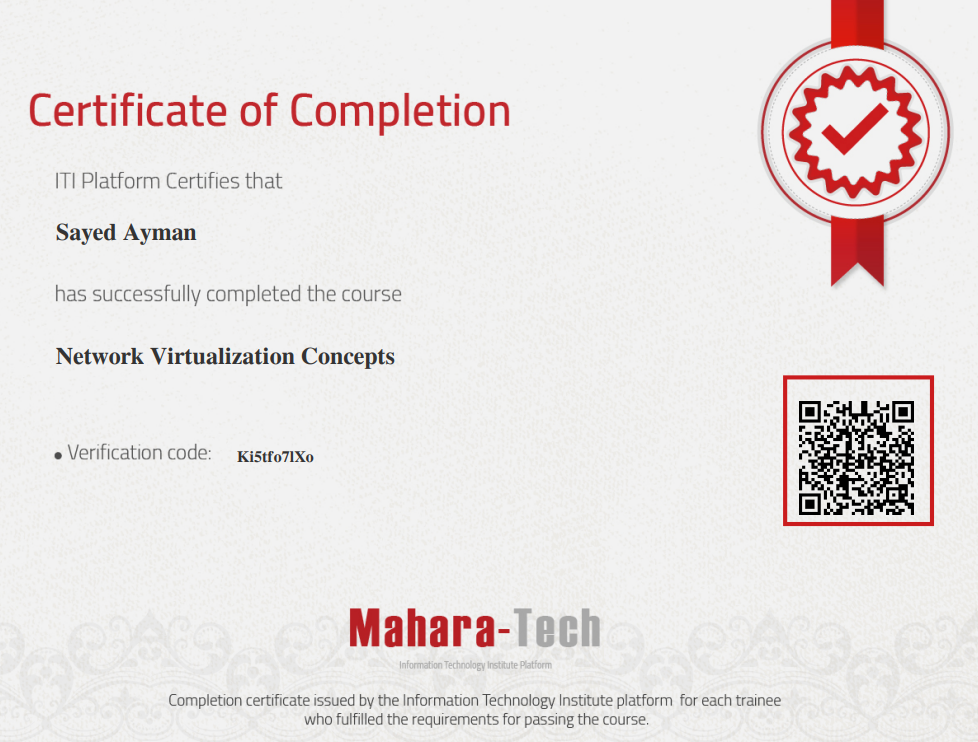 Certificate of Completion
ITI Platform Certifies that
Sayed Ayman
has successfully completed the course
Network Virtualization Concepts
• Verification code: Ki5tfo7lXo
Mahara-Tech
Information Technology Institute Platform
Completion certificate issued by the Information Technology Institute platform for each trainee
who fulfilled the requirements for passing the course.